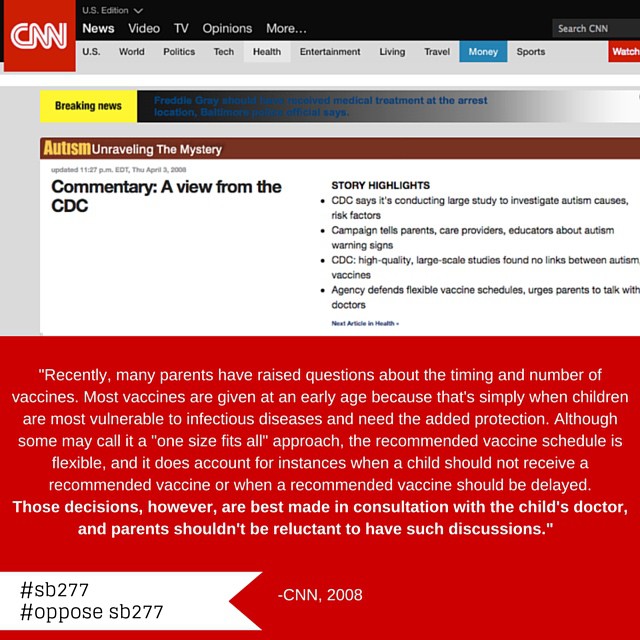 U.S. Edition
CNN
News Video TV Opinions More...
Search CNN
U.S. World Politics Tech Health Entertainment Living Travel Money Sports Watch
Breaking news
Freddie Gray should have received medical treatment at the arrest
location, Baltimore police official says.
Autism Unraveling The Mystery
updated 11:27 p.m. EDT, Thu April 3, 2008
Commentary: A view from the
CDC
STORY HIGHLIGHTS
• CDC says it's conducting large study to investigate autism causes,
risk factors
• Campaign tells parents, care providers, educators about autism
warning signs
• CDC: high-quality, large-scale studies found no links between autism,
vaccines
• Agency defends flexible vaccine schedules, urges parents to talk with
doctors
Next Article in Health »
"Recently, many parents have raised questions about the timing and number of
vaccines. Most vaccines are given at an early age because that's simply when children
are most vulnerable to infectious diseases and need the added protection. Although
some may call it a "one size fits all" approach, the recommended vaccine schedule is
flexible, and it does account for instances when a child should not receive a
recommended vaccine or when a recommended vaccine should be delayed.
Those decisions, however, are best made in consultation with the child's doctor,
and parents shouldn't be reluctant to have such discussions."
#sb277
#oppose sb277
-CNN, 2008